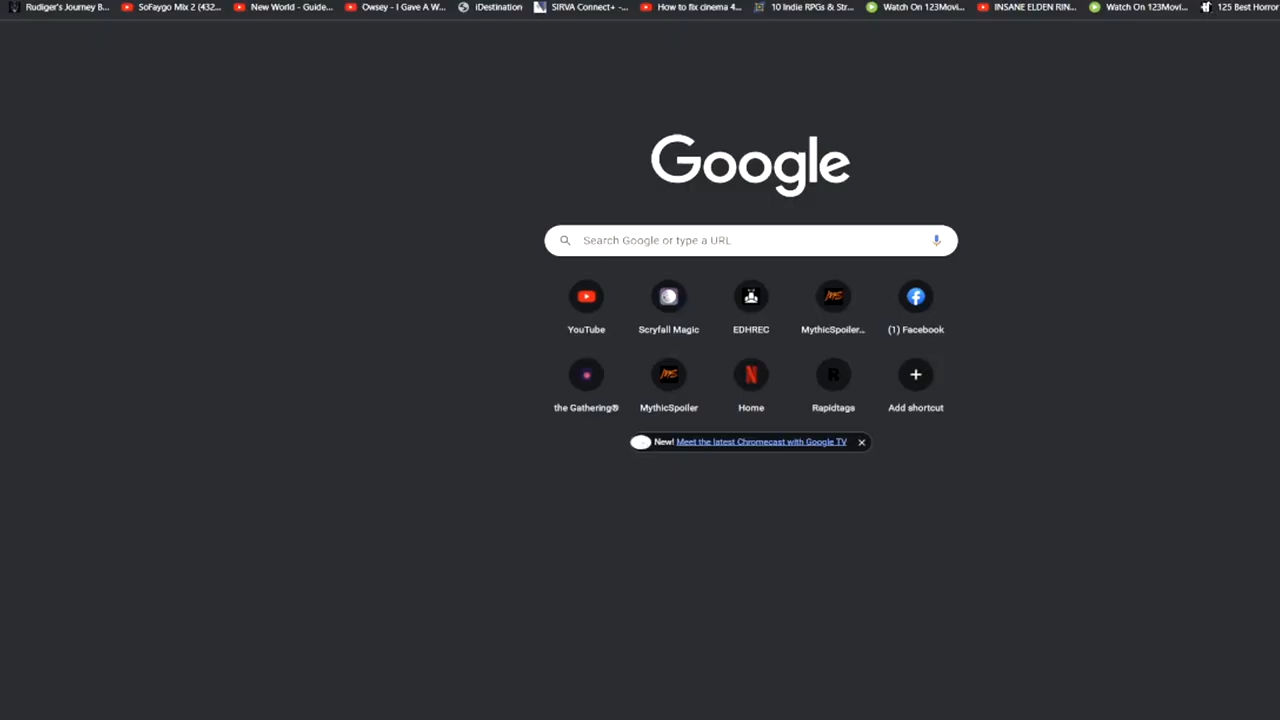 Rudiger's Journey B... SoFaygo Mix 2 (432... New World - Guide... Owsey - I Gave A W... iDestination SIRVA Connect+ -... How to fix cinema 4... 10 Indie RPGs & Str... Watch On 123Movi... INSANE ELDEN RIN... Watch On 123Movi... 125 Best Horror
Google
Search Google or type a URL
YouTube Scryfall Magic EDHREC MythicSpoiler... (1) Facebook
the Gathering® MythicSpoiler Home Rapidtags Add shortcut
New! Meet the latest Chromecast with Google TV